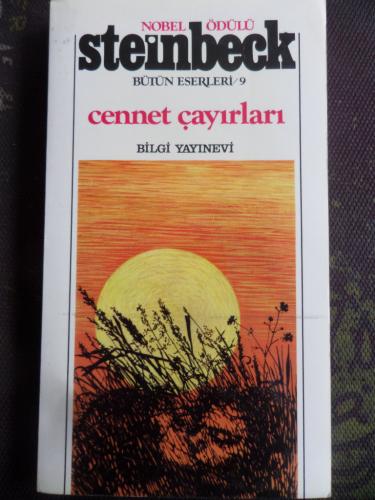 NOBEL ÖDÜLÜ
steinbeck
BÜTÜN ESERLERİ/9
cennet çayırları
BİLGİ YAYINEVİ